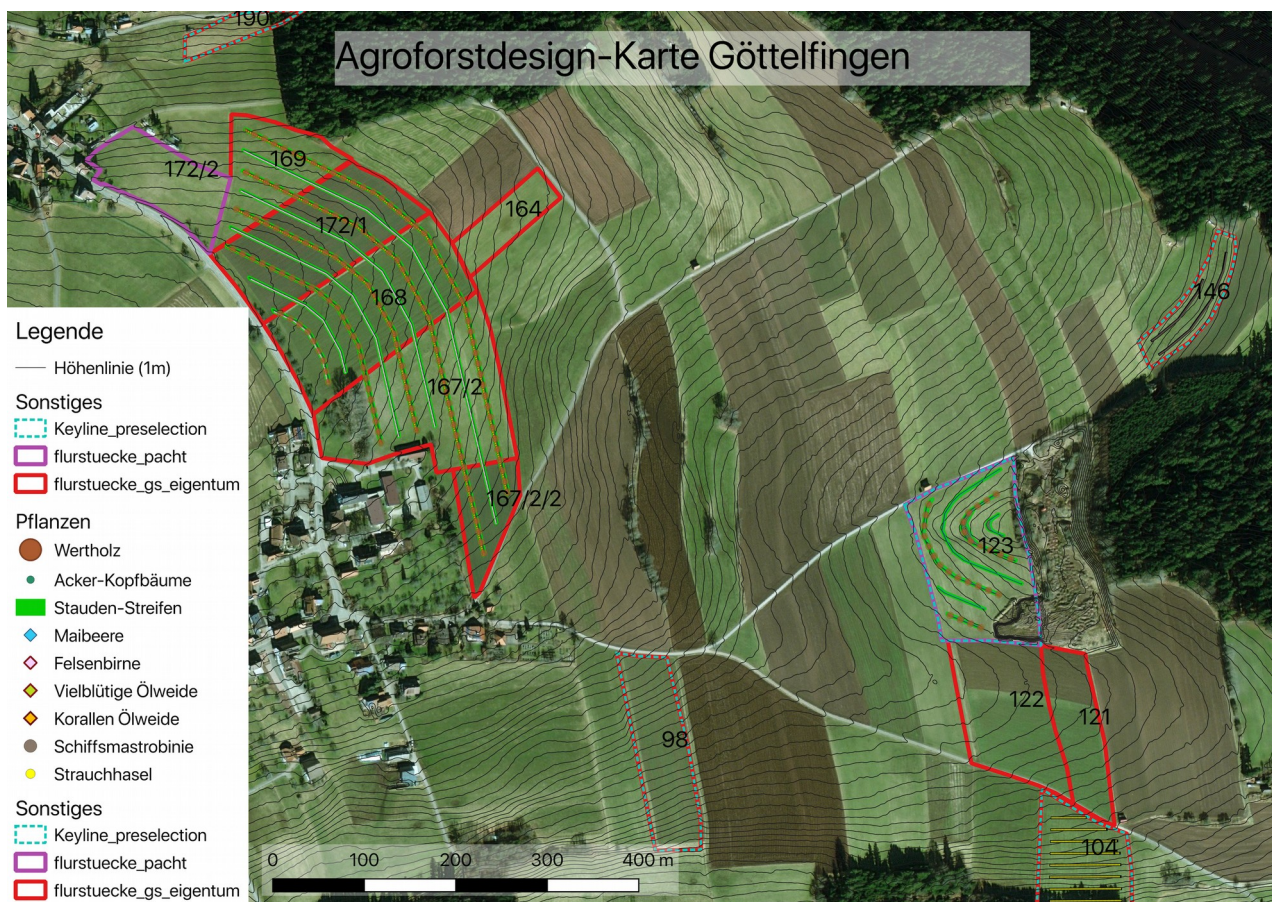 190
Agroforstdesign-Karte Göttelfingen
172/2
169
172/1
164
168
146
167/2
167/2/2
123
122
121
98
104
Legende
Höhenlinie (1m)
Sonstiges
Keyline_preselection
flurstuecke_pacht
flurstuecke_gs_eigentum
Pflanzen
Wertholz
Acker-Kopfbäume
Stauden-Streifen
Maibeere
Felsenbirne
Vielblütige Ölweide
Korallen Ölweide
Schiffsmastrobinie
Strauchhasel
Sonstiges
Keyline_preselection
flurstuecke_pacht
flurstuecke_gs_eigentum
0 100 200 300 400 m